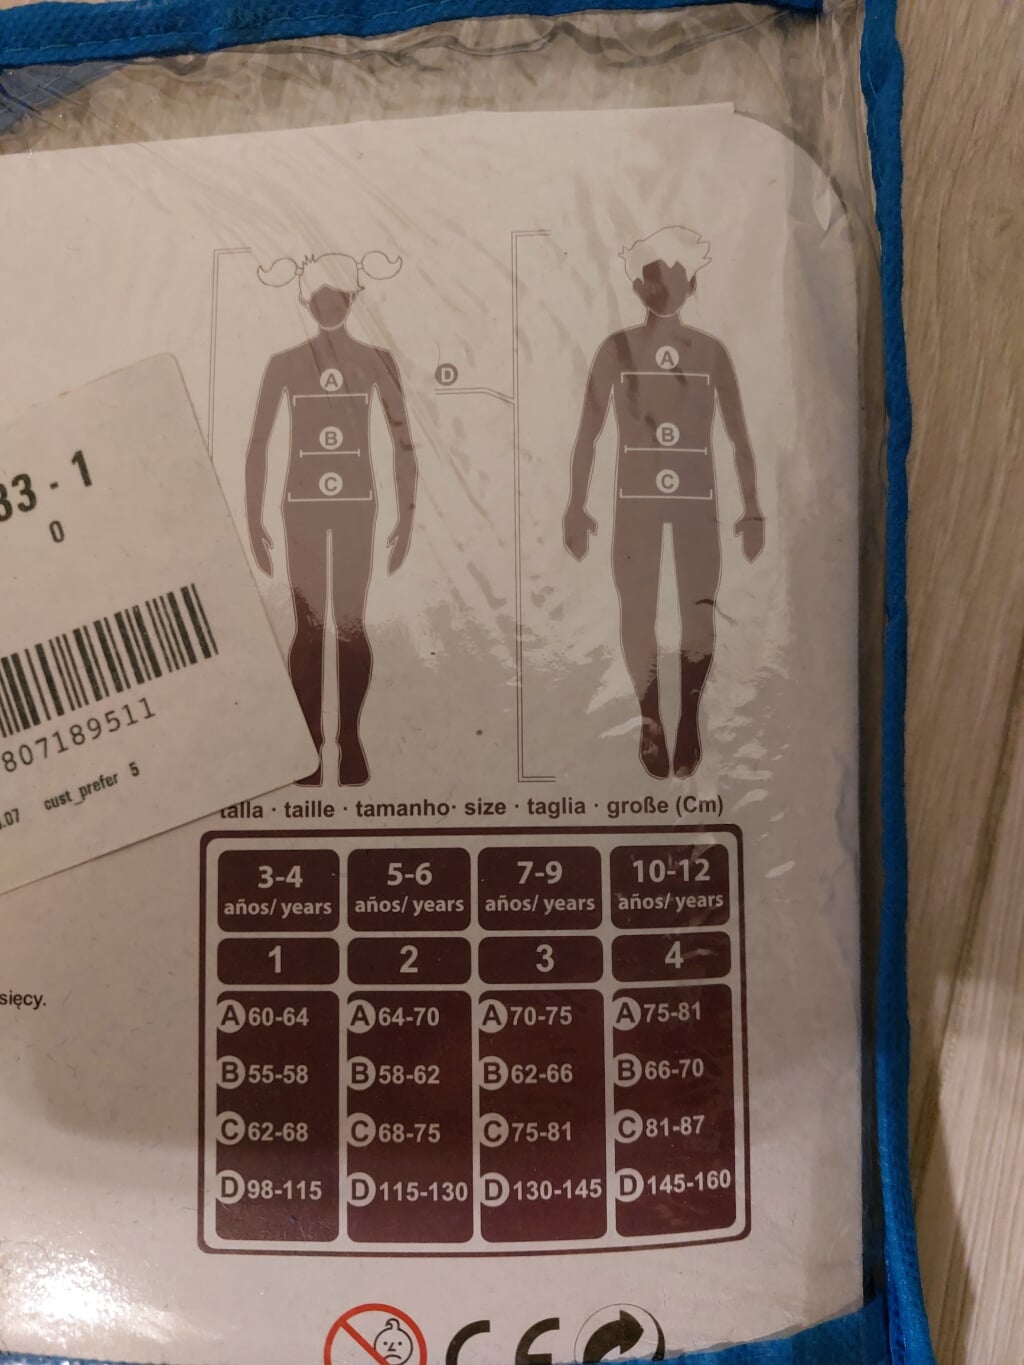 A
B
C
D
A
B
C
33 - 1
0
807189511
.07 cust_prefer 5
talla · taille · tamanho· size · taglia · große (Cm)
3-4 5-6 7-9 10-12
años/ years años/ years años/ years años/ years
1 2 3 4
A 60-64 A 64-70 A 70-75 A 75-81
B 55-58 B 58-62 B 62-66 B 66-70
C 62-68 C 68-75 C 75-81 C 81-87
D 98-115 D 115-130 D 130-145 D 145-160
sięcy.
CE